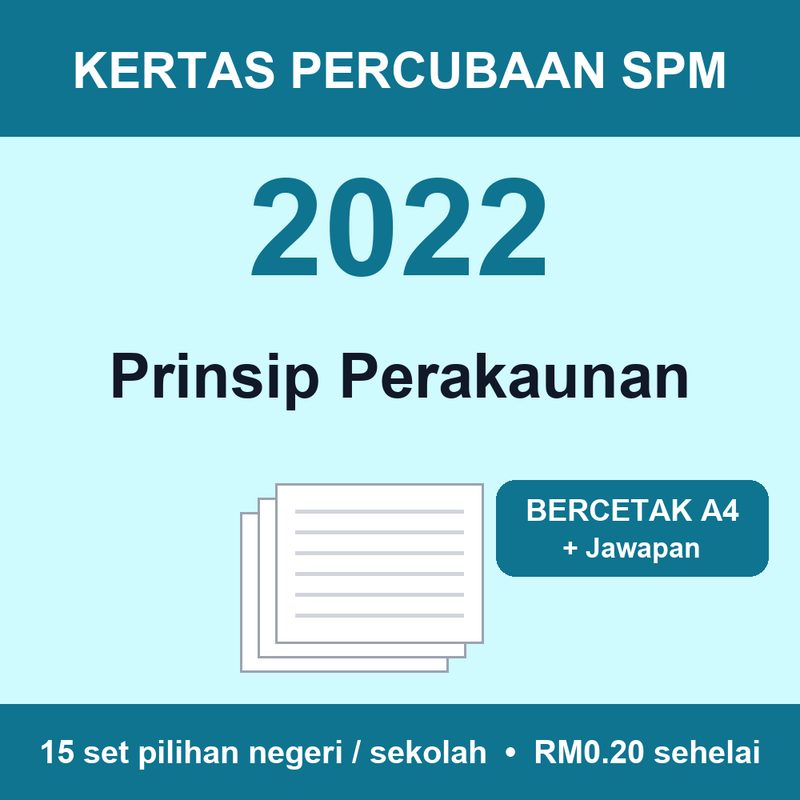 KERTAS PERCUBAAN SPM
2022
Prinsip Perakaunan
BERCETAK A4
+ Jawapan
15 set pilihan negeri / sekolah • RM0.20 sehelai